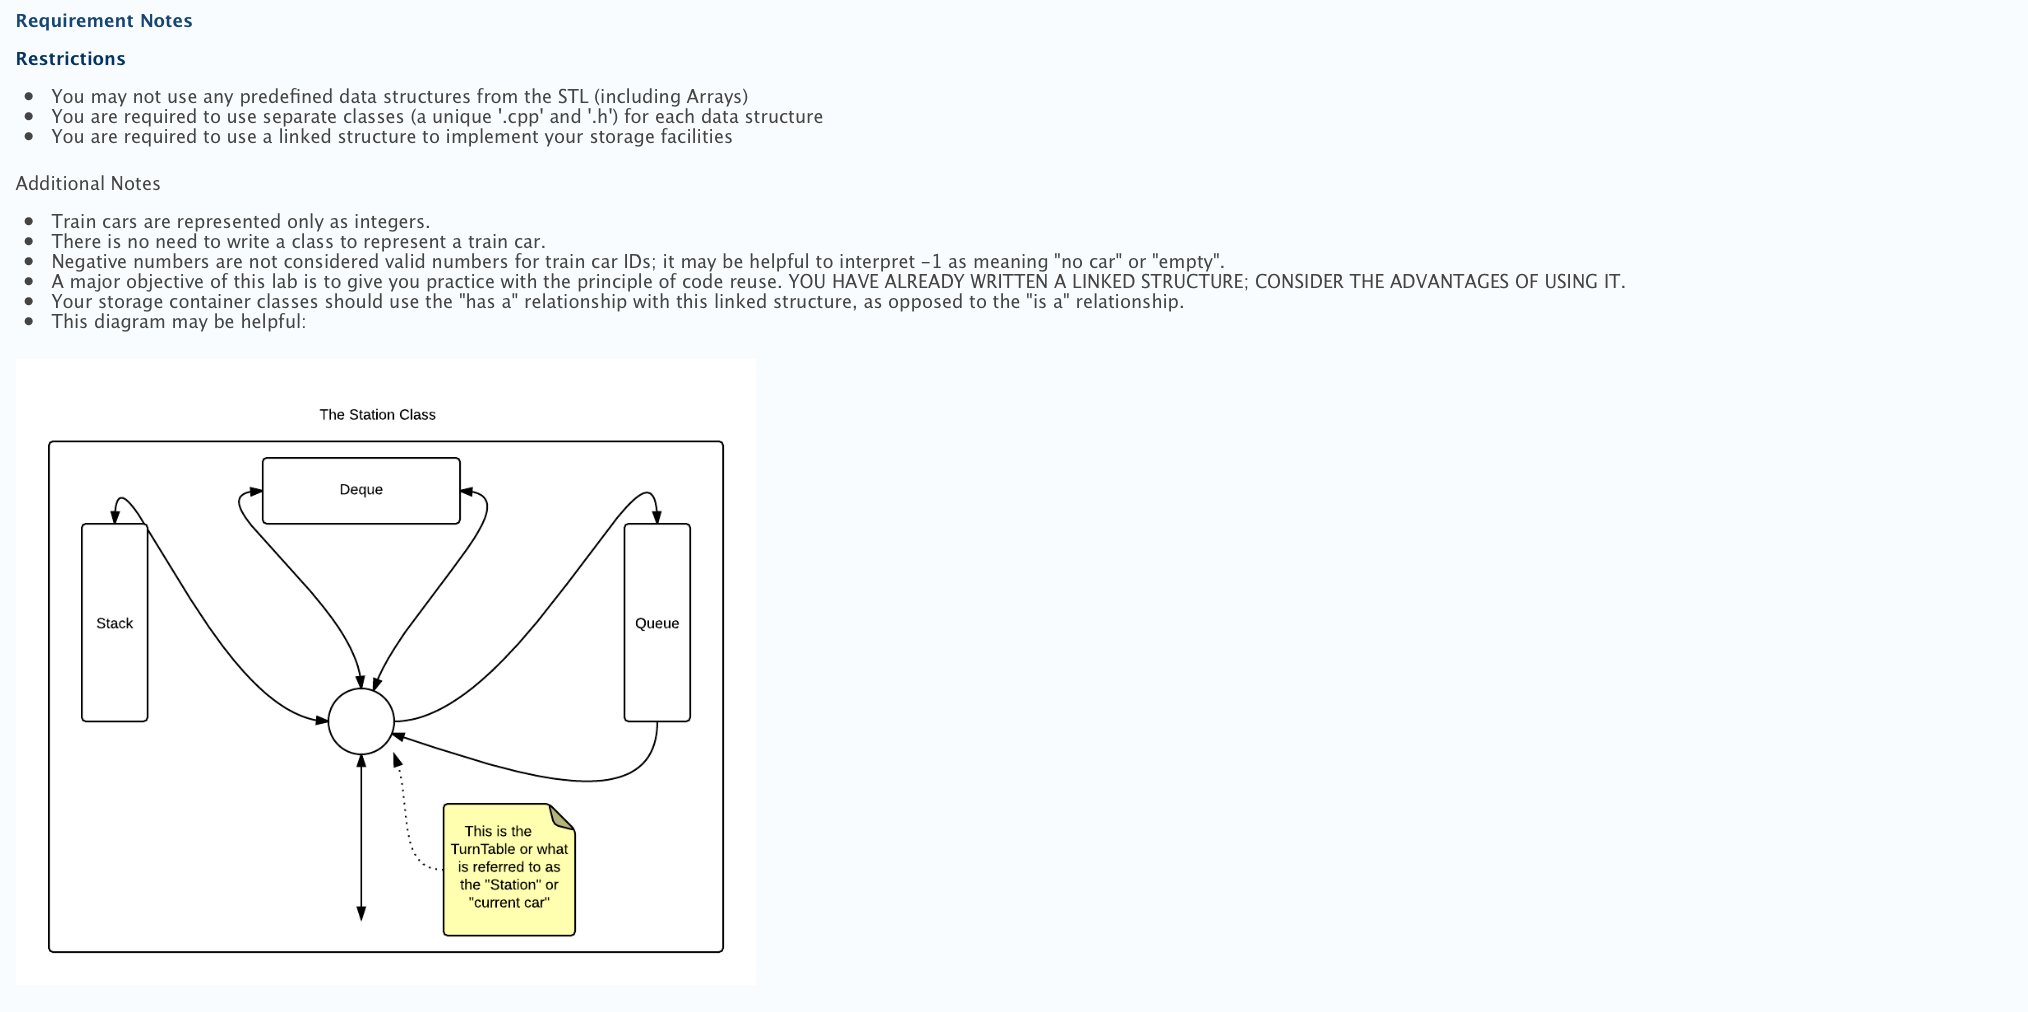 Requirement Notes
Restrictions
You may not use any predefined data structures from the STL (including Arrays)
You are required to use separate classes (a unique '.cpp' and '.h') for each data structure
You are required to use a linked structure to implement your storage facilities
Additional Notes
Train cars are represented only as integers.
There is no need to write a class to represent a train car.
Negative numbers are not considered valid numbers for train car IDs; it may be helpful to interpret -1 as meaning "no car" or "empty".
A major objective of this lab is to give you practice with the principle of code reuse. YOU HAVE ALREADY WRITTEN A LINKED STRUCTURE; CONSIDER THE ADVANTAGES OF USING IT.
Your storage container classes should use the "has a" relationship with this linked structure, as opposed to the "is a" relationship.
This diagram may be helpful:
The Station Class
Deque
Stack
Queue
This is the
TurnTable or what
is referred to as
the "Station" or
"current car"